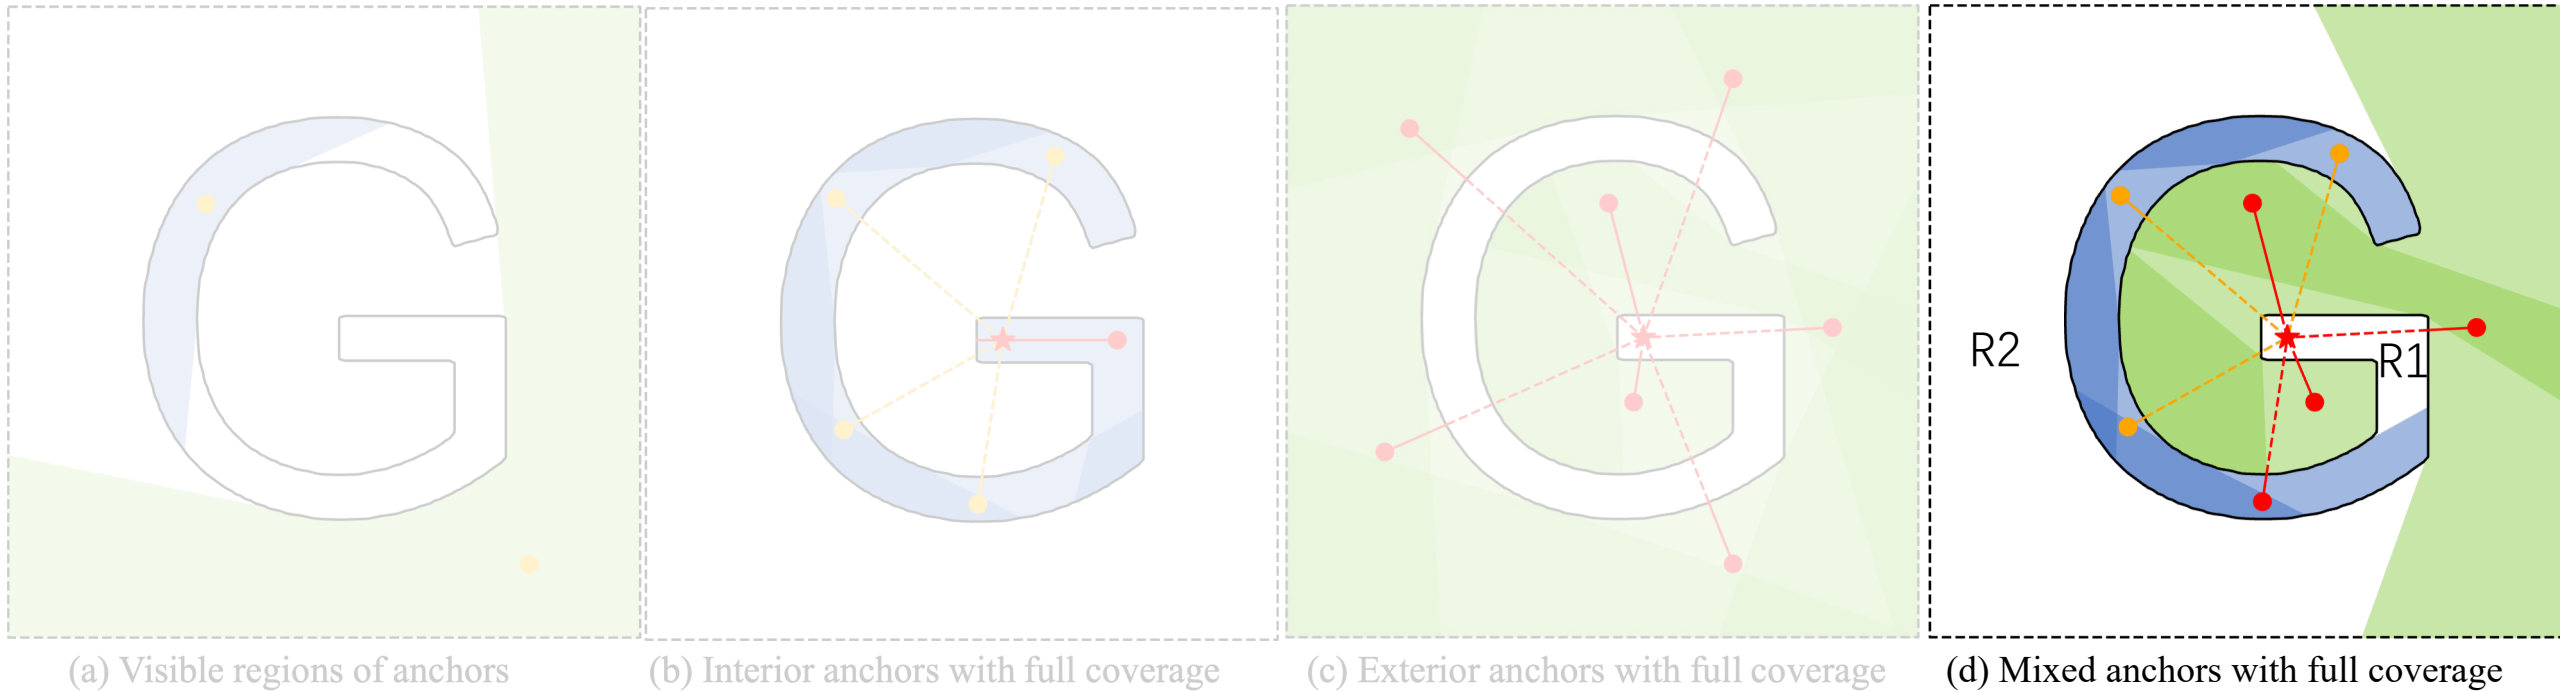 R2
R1
(a) Visible regions of anchors
(b) Interior anchors with full coverage
(c) Exterior anchors with full coverage
(d) Mixed anchors with full coverage